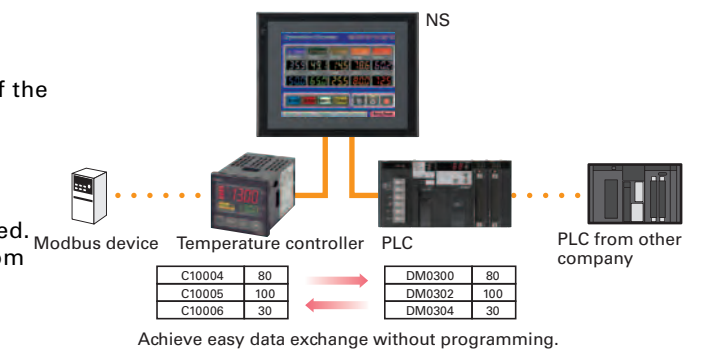 NS
f the
ed.
om
Modbus device
Temperature controller
PLC
PLC from other
company
C10004 80
C10005 100
C10006 30
DM0300 80
DM0302 100
DM0304 30
Achieve easy data exchange without programming.